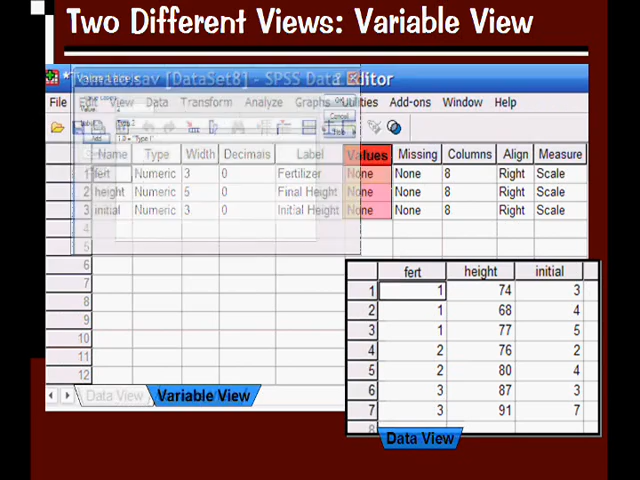 Two Different Views: Variable View
*Tomato.sav [DataSet8] - SPSS Data Editor
File Edit View Data Transform Analyze Graphs Utilities Add-ons Window Help
Name Type Width Decimals Label Values Missing Columns Align Measure
1 fert Numeric 3 0 Fertilizer None None 8 Right Scale
2 height Numeric 5 0 Final Height None None 8 Right Scale
3 initial Numeric 3 0 Initial Height None None 8 Right Scale
4
5
6
7
8
9
10
11
12
Data View Variable View
fert height initial
1 1 74 3
2 1 68 4
3 1 77 5
4 2 76 2
5 2 80 4
6 3 87 3
7 3 91 7
8
Data View